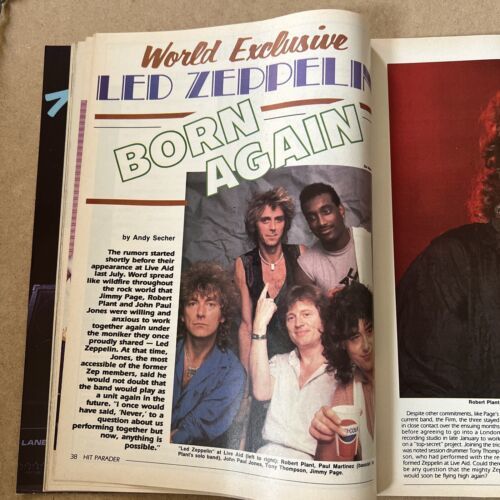 World Exclusive
LED ZEPPELIN
BORN
AGAIN
by Andy Secher
The rumors started
shortly before their
appearance at Live Aid
last July. Word spread
like wildfire throughout
the rock world that
Jimmy Page, Robert
Plant and John Paul
Jones were willing and
anxious to work
together again under
the moniker they once
proudly shared — Led
Zeppelin. At that time,
Jones, the most
accessible of the former
Zep members, said he
would not doubt that
the band would play as
a unit again in the
future. "I once would
have said, 'Never,' to a
question about us
performing together but
now, anything is
possible."
38 HIT PARADER
"Led Zeppelin" at Live Aid (left to right): Robert Plant, Paul Martinez
Plant's solo band), John Paul Jones, Tony Thompson, Jimmy Page.
PEPSI
LANE
Robert Plant
Despite other commitments, like Page's
current band, the Firm, the three stayed
in close contact over the ensuing months
before agreeing to go into a London
recording studio in late January to work
on a "top-secret" project. Joining the trio
was noted session drummer Tony Thomp
son, who had performed with the re
formed Zeppelin at Live Aid. Could there
be any question that the mighty Zep
would soon be flying high again?